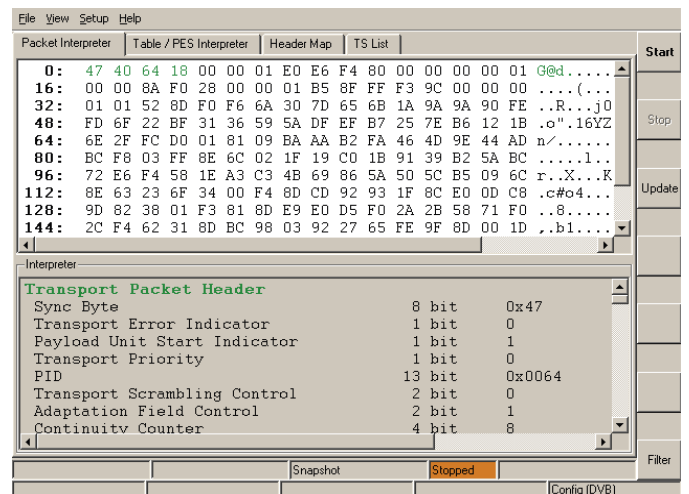 File View Setup Help
Packet Interpreter Table / PES Interpreter Header Map TS List
Start
0: 47 40 64 18 00 00 01 E0 E6 F4 80 00 00 00 00 01 G@d.....
16: 00 00 8A F0 28 00 00 01 B5 8F FF F3 9C 00 00 00 ....(...
32: 01 01 52 8D F0 F6 6A 30 7D 65 6B 1A 9A 9A 90 FE ..R...j0
48: FD 6F 22 BF 31 36 59 5A DF EF B7 25 7E B6 12 1B .o".16YZ
Stop
64: 6E 2F FC D0 01 81 09 BA AA B2 FA 46 4D 9E 44 AD n/......
80: BC F8 03 FF 8E 6C 02 1F 19 C0 1B 91 39 B2 5A BC .....l..
96: 72 E6 F4 58 1E A3 C3 4B 69 86 5A 50 5C B5 09 6C r..X...K
112: 8E 63 23 6F 34 00 F4 8D CD 92 93 1F 8C E0 0D C8 .c#o4...
Update
128: 9D 82 38 01 F3 81 8D E9 E0 D5 F0 2A 2B 58 71 F0 ..8.....
144: 2C F4 62 31 8D BC 98 03 92 27 65 FE 9F 8D 00 1D ,.b1....
Interpreter
Transport Packet Header
Sync Byte 8 bit 0x47
Transport Error Indicator 1 bit 0
Payload Unit Start Indicator 1 bit 1
Transport Priority 1 bit 0
PID 13 bit 0x0064
Transport Scrambling Control 2 bit 0
Adaptation Field Control 2 bit 1
Continuity Counter 4 bit 8
Filter
Snapshot Stopped
Config (DVB)